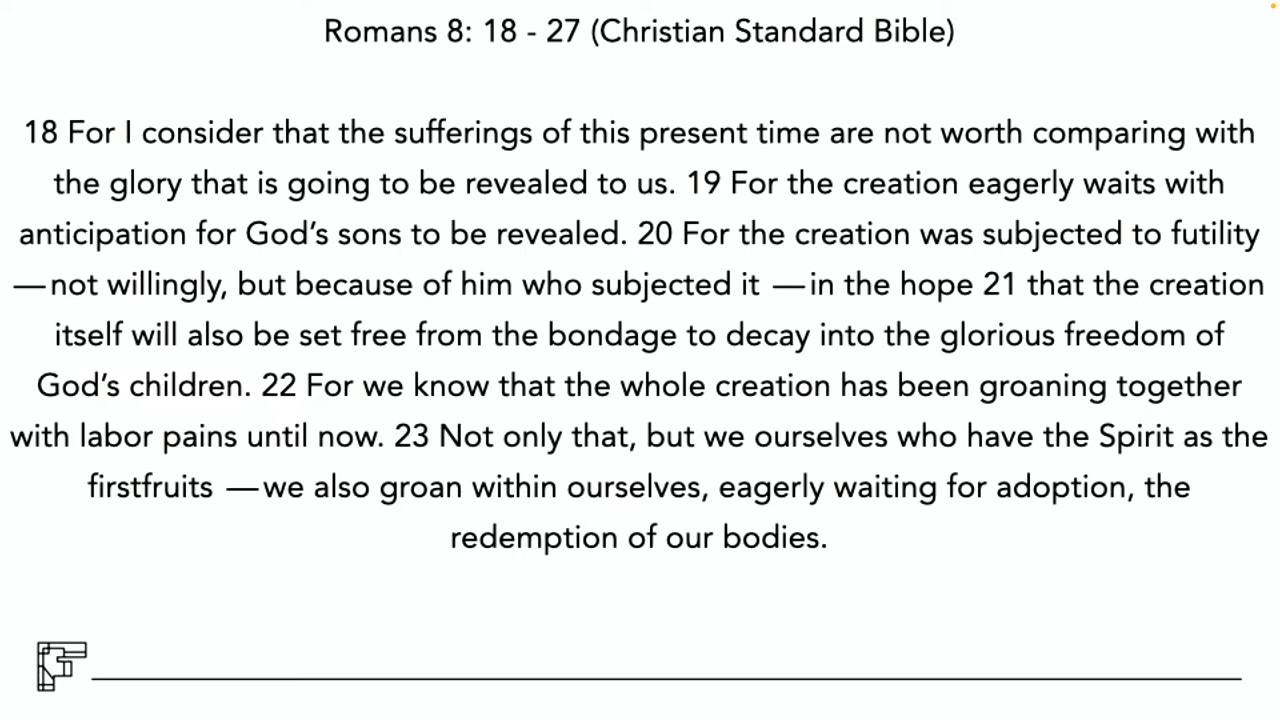 Romans 8: 18 - 27 (Christian Standard Bible)
18 For I consider that the sufferings of this present time are not worth comparing with
the glory that is going to be revealed to us. 19 For the creation eagerly waits with
anticipation for God’s sons to be revealed. 20 For the creation was subjected to futility
—not willingly, but because of him who subjected it —in the hope 21 that the creation
itself will also be set free from the bondage to decay into the glorious freedom of
God’s children. 22 For we know that the whole creation has been groaning together
with labor pains until now. 23 Not only that, but we ourselves who have the Spirit as the
firstfruits —we also groan within ourselves, eagerly waiting for adoption, the
redemption of our bodies.